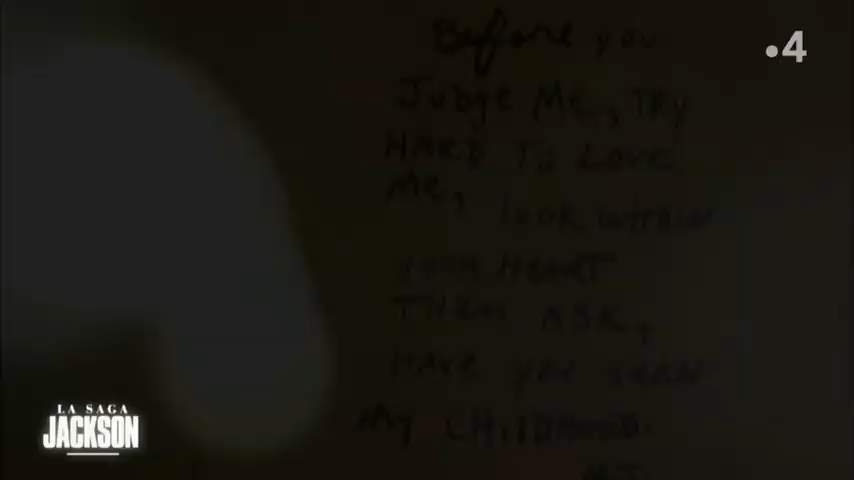 Before you
Judge Me, TRY
HARD To LOVE
Me,
LOOK WITHIN
YOUR HEART
THEN ASK,
HAVE YOU SEEN
My CHILDHOOD.
MJ
4
LA SAGA
JACKSON